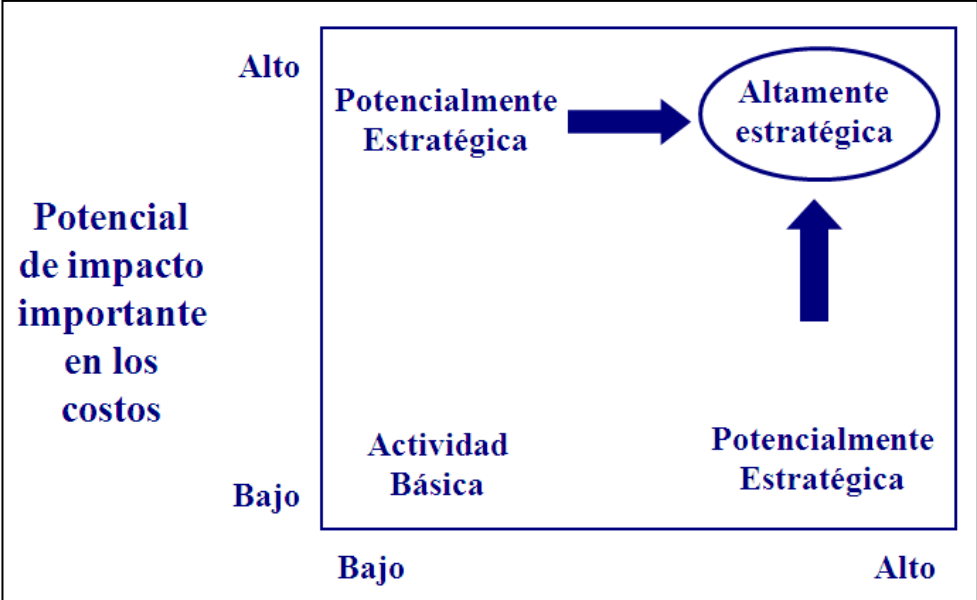 Alto
Potencialmente
Estratégica
Altamente
estratégica
Potencial
de impacto
importante
en los
costos
Actividad
Básica
Potencialmente
Estratégica
Bajo
Bajo
Alto